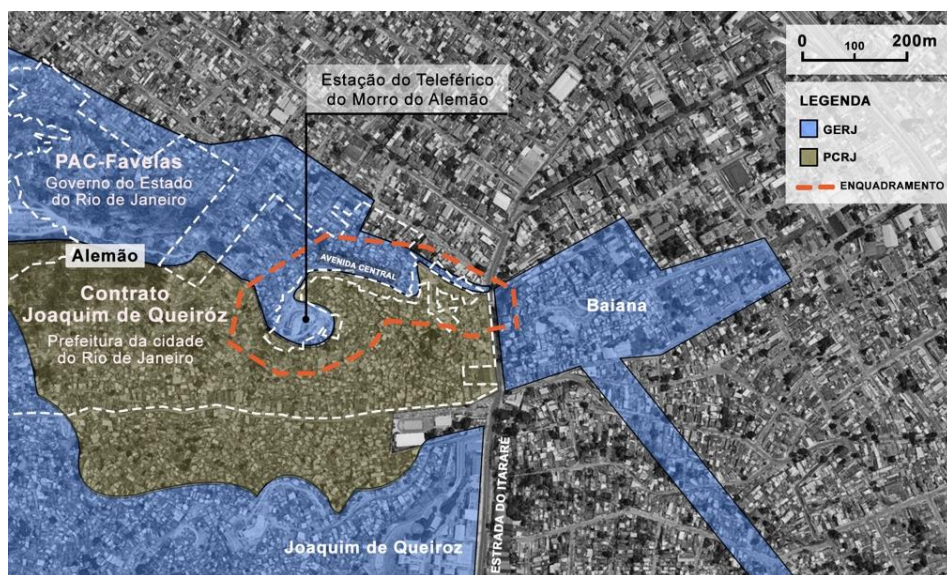 0 100 200m
LEGENDA
GERJ
PCRJ
ENQUADRAMENTO
Estação do Teleférico
do Morro do Alemão
PAC-Favelas
Governo do Estado
do Rio de Janeiro
Alemão
AVENIDA CENTRAL
Contrato
Joaquim de Queiróz
Prefeitura da cidade
do Rio de Janeiro
Baiana
ESTRADA DO ITARARÉ
Joaquim de Queiroz